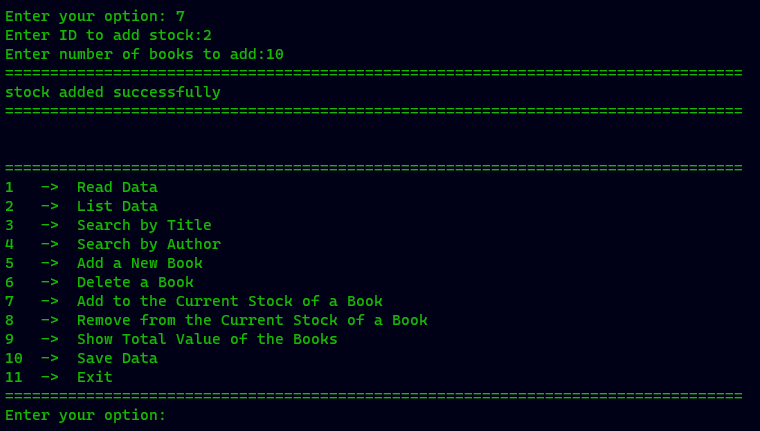 Enter your option: 7
Enter ID to add stock:2
Enter number of books to add:10
==================================================================================
stock added successfully
==================================================================================
==================================================================================
1   ->  Read Data
2   ->  List Data
3   ->  Search by Title
4   ->  Search by Author
5   ->  Add a New Book
6   ->  Delete a Book
7   ->  Add to the Current Stock of a Book
8   ->  Remove from the Current Stock of a Book
9   ->  Show Total Value of the Books
10  ->  Save Data
11  ->  Exit
==================================================================================
Enter your option: